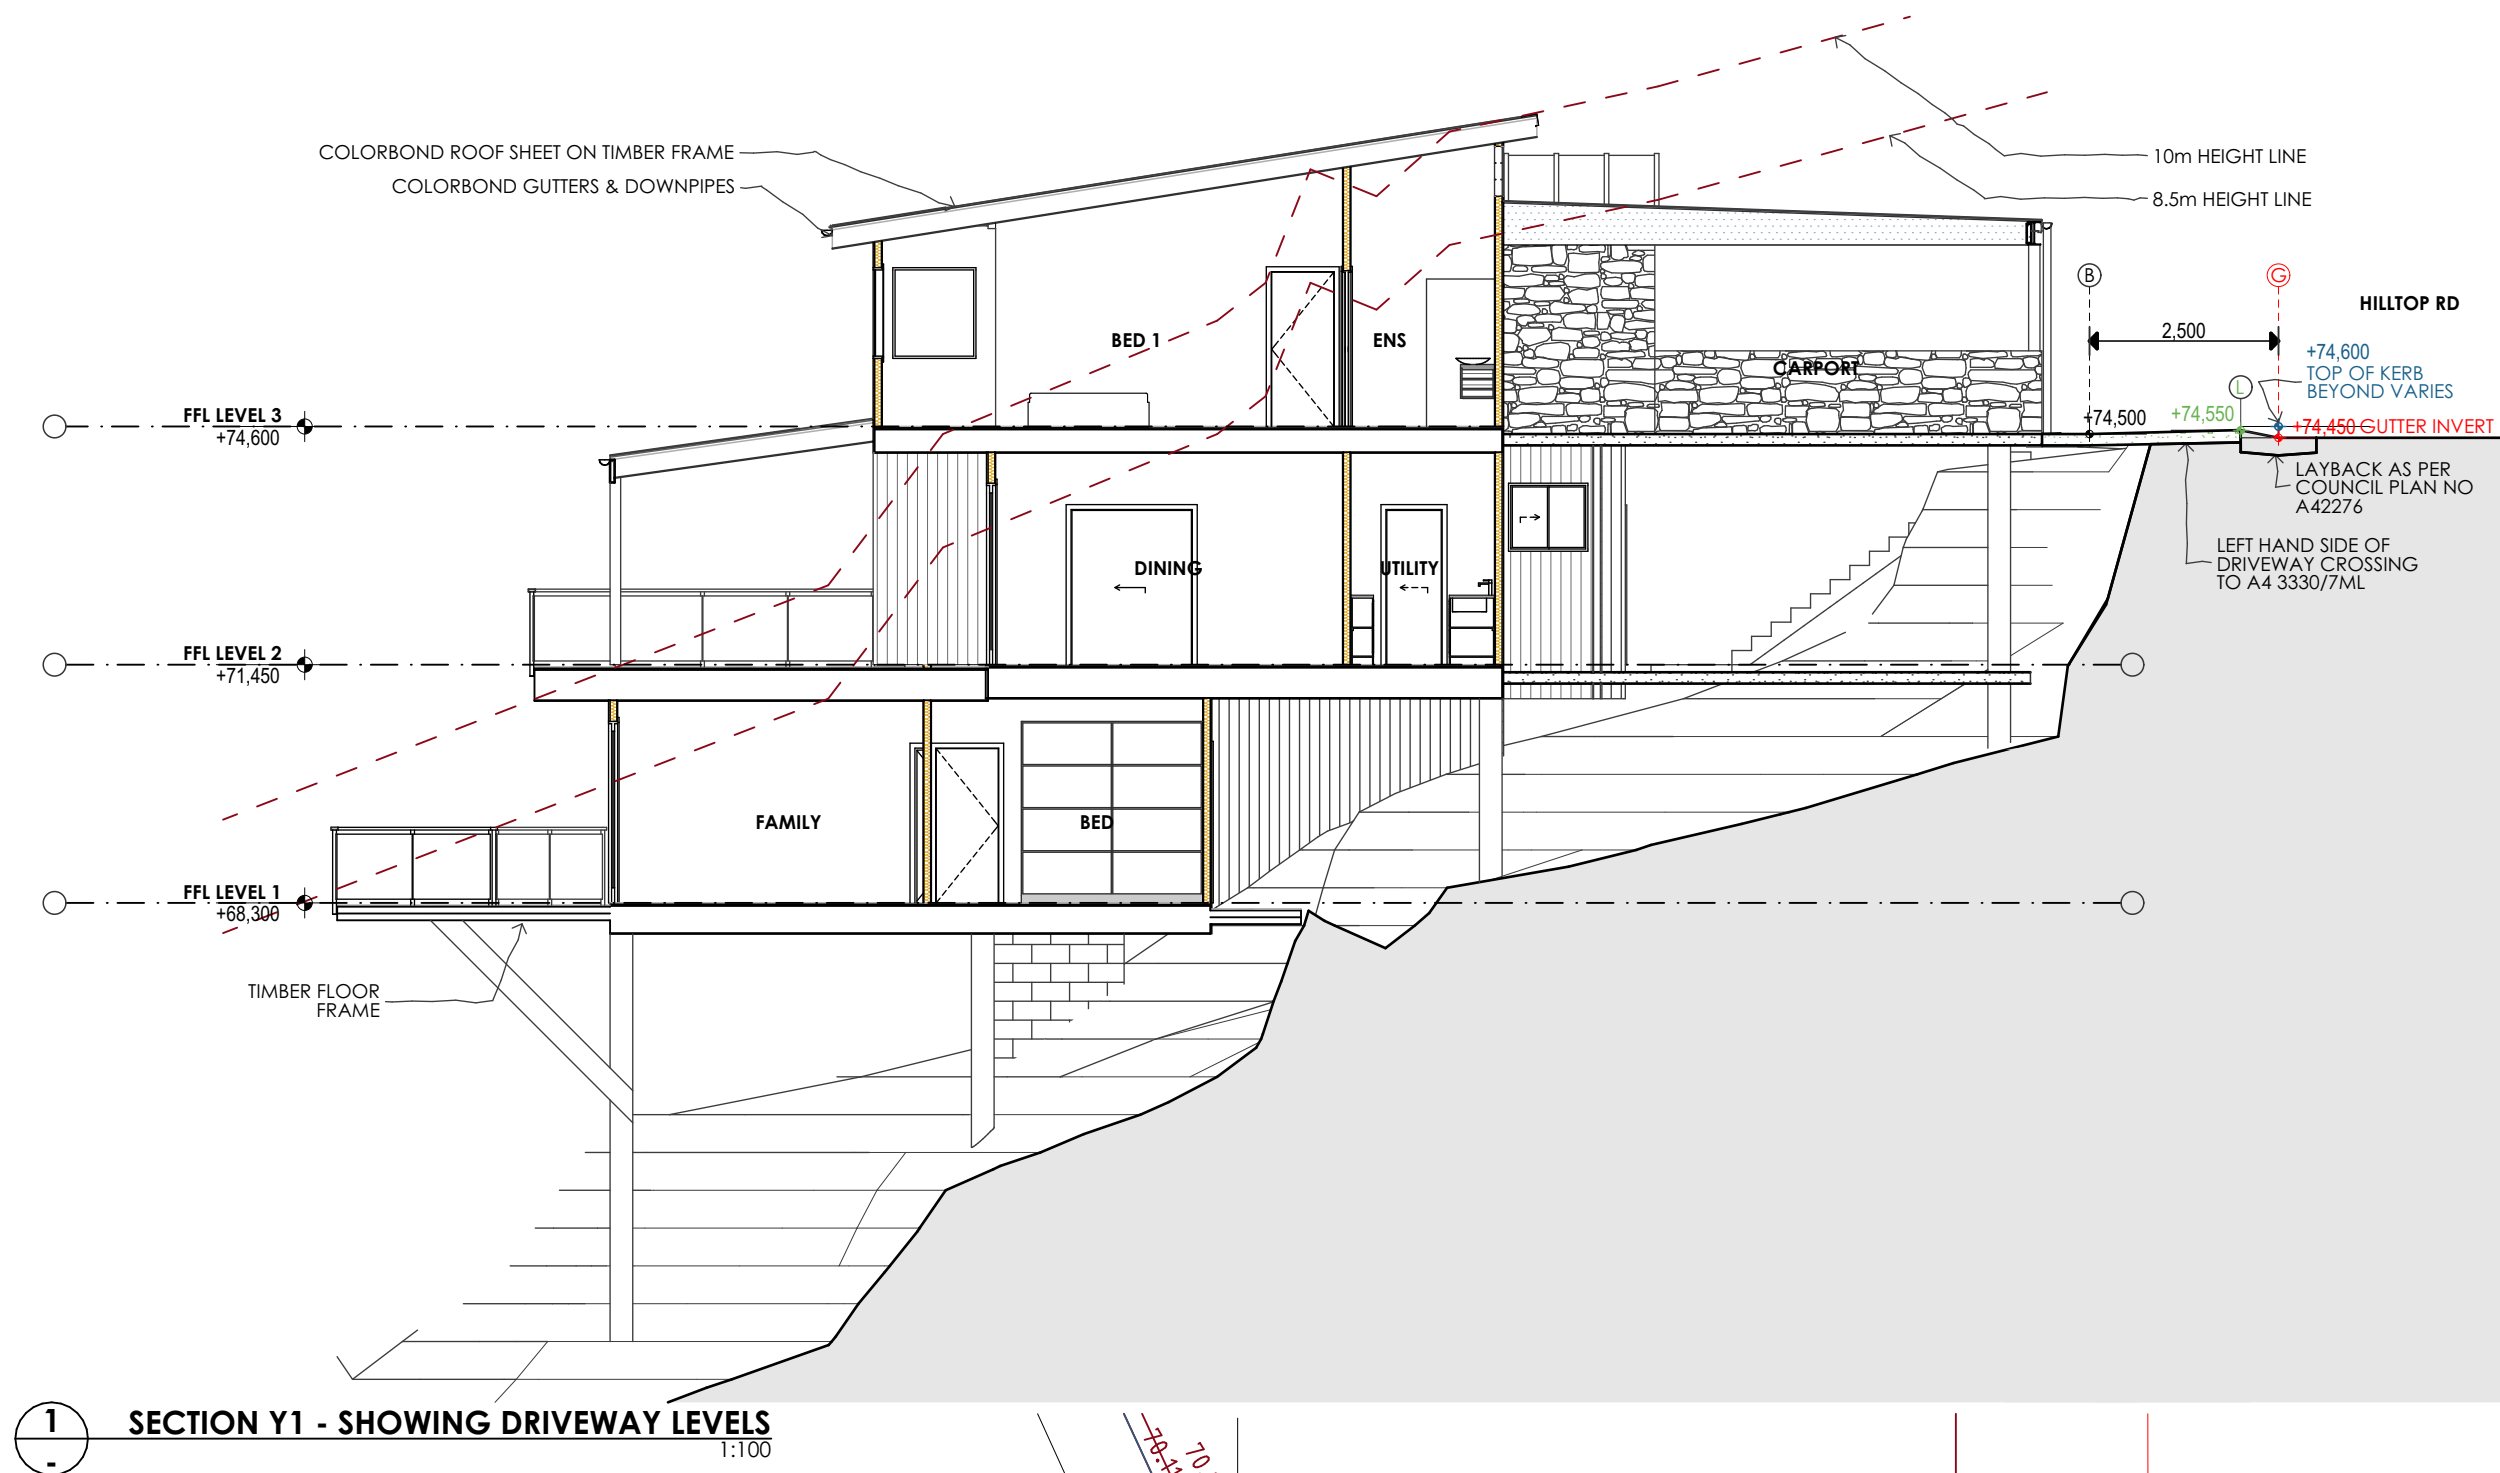 COLORBOND ROOF SHEET ON TIMBER FRAME
COLORBOND GUTTERS & DOWNPIPES
10m HEIGHT LINE
8.5m HEIGHT LINE
B
G
HILLTOP RD
2,500
+74,600
TOP OF KERB
BEYOND VARIES
L
+74,500
+74,550
+74,450 GUTTER INVERT
LAYBACK AS PER
COUNCIL PLAN NO
A42276
LEFT HAND SIDE OF
DRIVEWAY CROSSING
TO A4 3330/7ML
BED 1
ENS
CARPORT
FFL LEVEL 3
+74,600
DINING
UTILITY
FFL LEVEL 2
+71,450
FAMILY
BED
FFL LEVEL 1
+68,300
TIMBER FLOOR
FRAME
1
-
SECTION Y1 - SHOWING DRIVEWAY LEVELS
1:100